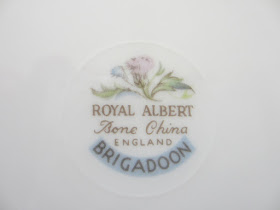 ROYAL ALBERT
Bone China
ENGLAND
BRIGADOON